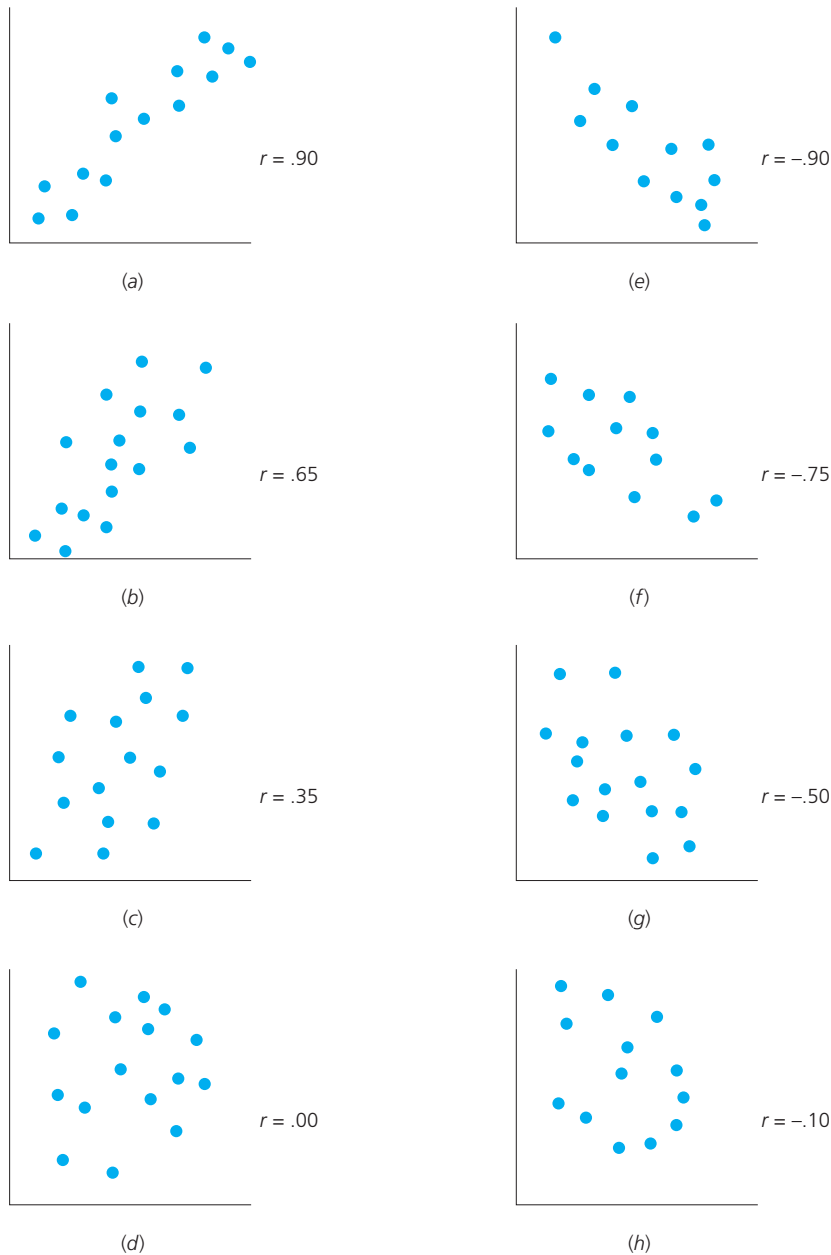 r = .90
r = –.90
(a)
(e)
r = .65
r = –.75
(b)
(f)
r = .35
r = –.50
(c)
(g)
r = .00
r = –.10
(d)
(h)